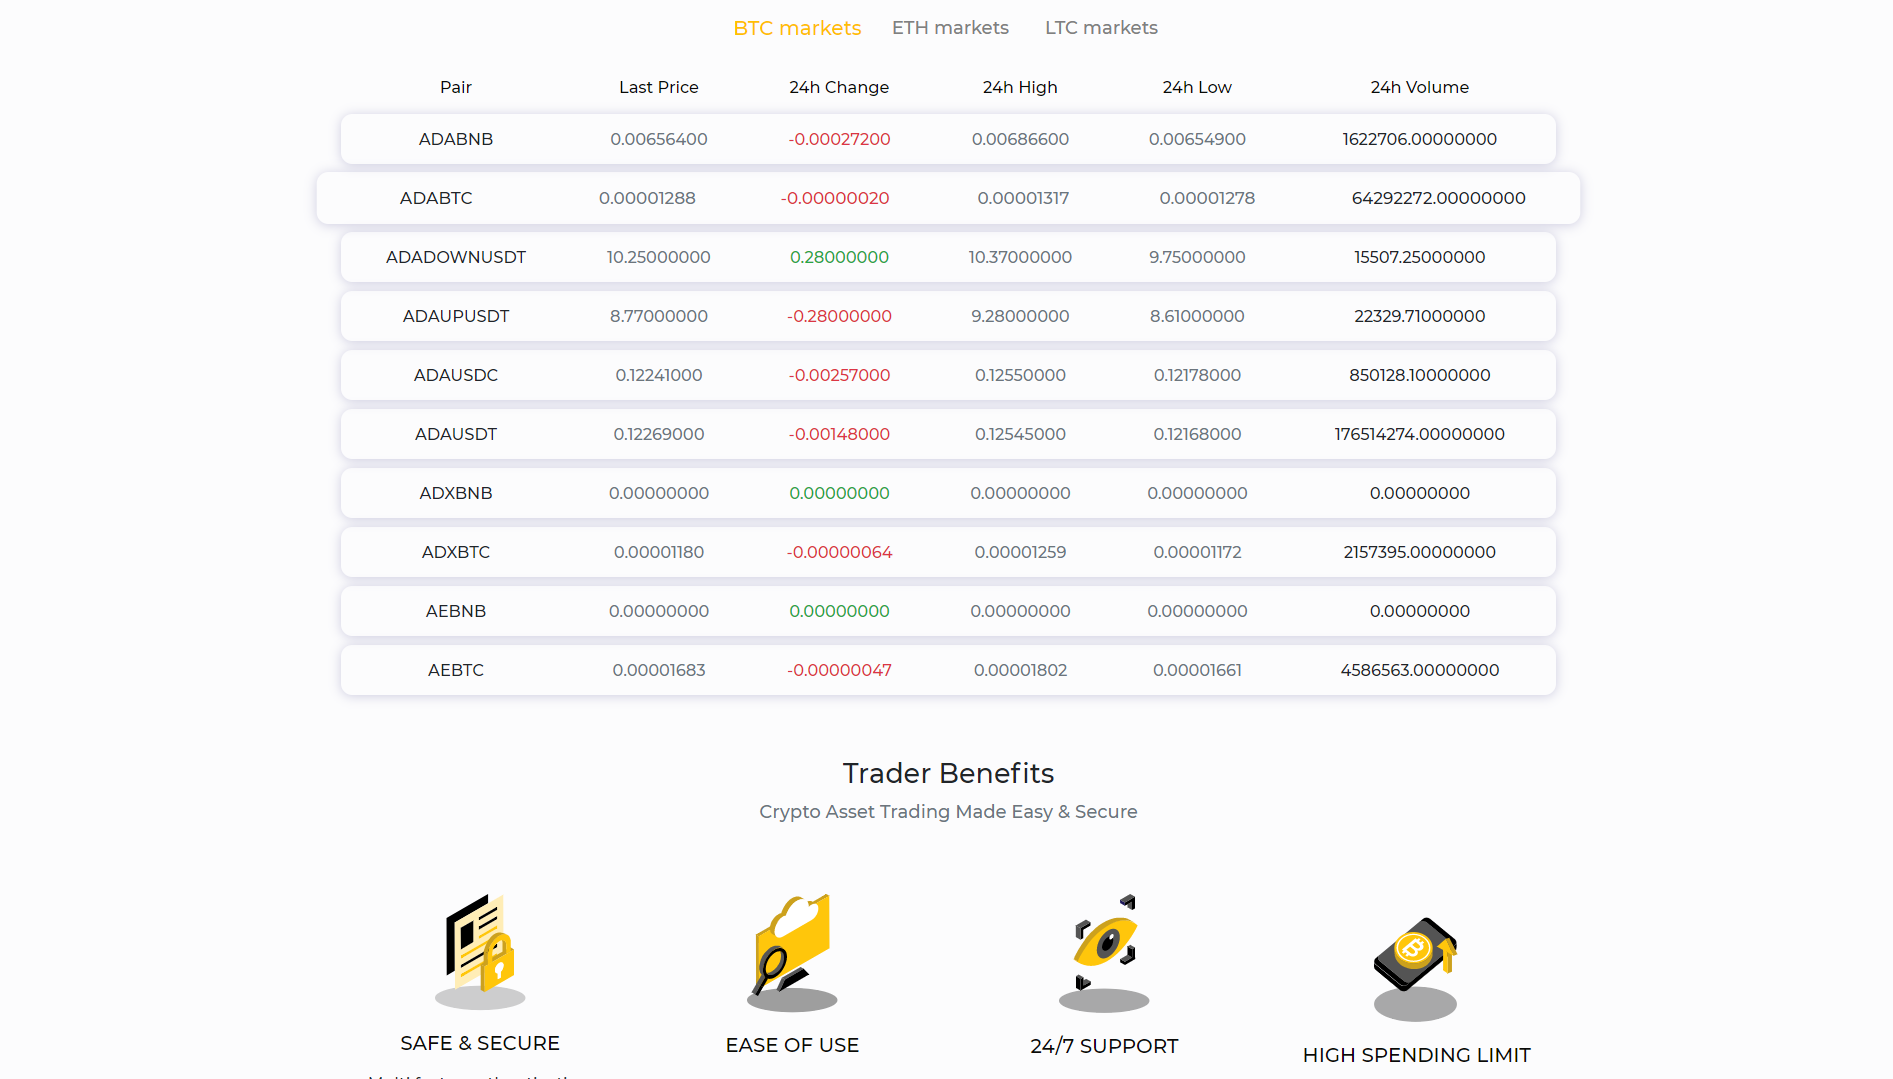 BTC markets ETH markets LTC markets
Pair Last Price 24h Change 24h High 24h Low 24h Volume
ADABNB 0.00656400 -0.00027200 0.00686600 0.00654900 1622706.00000000
ADABTC 0.00001288 -0.00000020 0.00001317 0.00001278 64292272.00000000
ADADOWNUSDT 10.25000000 0.28000000 10.37000000 9.75000000 15507.25000000
ADAUPUSDT 8.77000000 -0.28000000 9.28000000 8.61000000 22329.71000000
ADAUSDC 0.12241000 -0.00257000 0.12550000 0.12178000 850128.10000000
ADAUSDT 0.12269000 -0.00148000 0.12545000 0.12168000 176514274.00000000
ADXBNB 0.00000000 0.00000000 0.00000000 0.00000000 0.00000000
ADXBTC 0.00001180 -0.00000064 0.00001259 0.00001172 2157395.00000000
AEBNB 0.00000000 0.00000000 0.00000000 0.00000000 0.00000000
AEBTC 0.00001683 -0.00000047 0.00001802 0.00001661 4586563.00000000
Trader Benefits
Crypto Asset Trading Made Easy & Secure
SAFE & SECURE EASE OF USE 24/7 SUPPORT HIGH SPENDING LIMIT